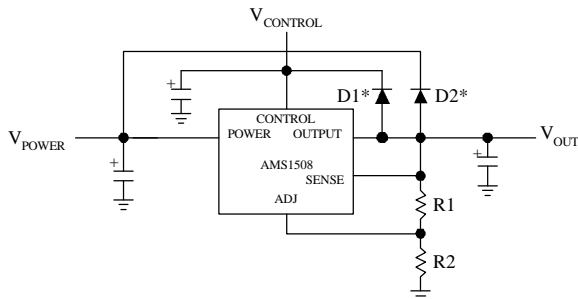 VCONTROL
+
D1*
D2*
CONTROL
VPOWER
POWER
OUTPUT
VOUT
+
AMS1508
+
SENSE
ADJ
R1
R2